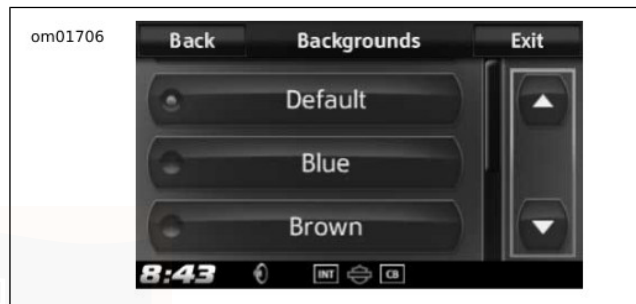 om01706
Back Backgrounds Exit
Default
Blue
Brown
8:43 INT CB